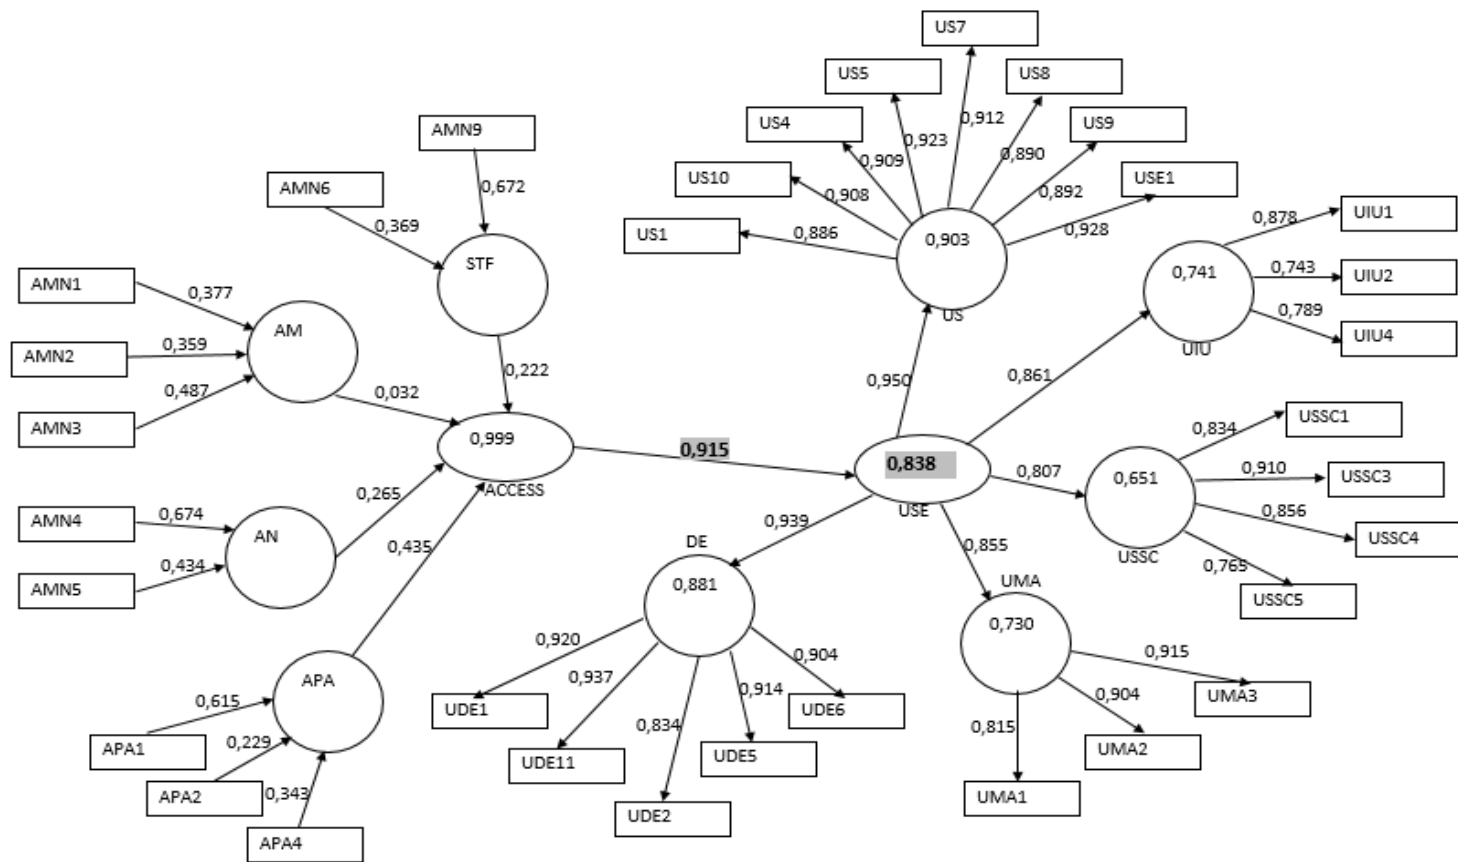 US7
US5
US8
US4
US9
AMN9
US10
USE1
AMN6
US1
UIU1
UIU2
UIU4
0,912
0,923
0,890
0,909
0,892
0,908
0,928
0,886
0,903
US
0,672
0,369
STF
0,878
0,743
0,789
0,741
UIU
AMN1
0,377
AM
AMN2
0,359
AMN3
0,487
0,032
0,222
0,950
0,861
0,999
ACCESS
0,915
0,838
USE
0,807
0,651
USSC
0,834
USSC1
0,910
USSC3
0,856
USSC4
0,765
USSC5
AMN4
0,674
AN
AMN5
0,434
0,265
0,435
0,939
0,855
DE
0,881
UMA
0,730
APA
0,615
APA1
0,229
APA2
0,343
APA4
0,920
0,937
0,834
0,914
0,904
UDE1
UDE11
UDE2
UDE5
UDE6
0,915
0,904
0,815
UMA3
UMA2
UMA1